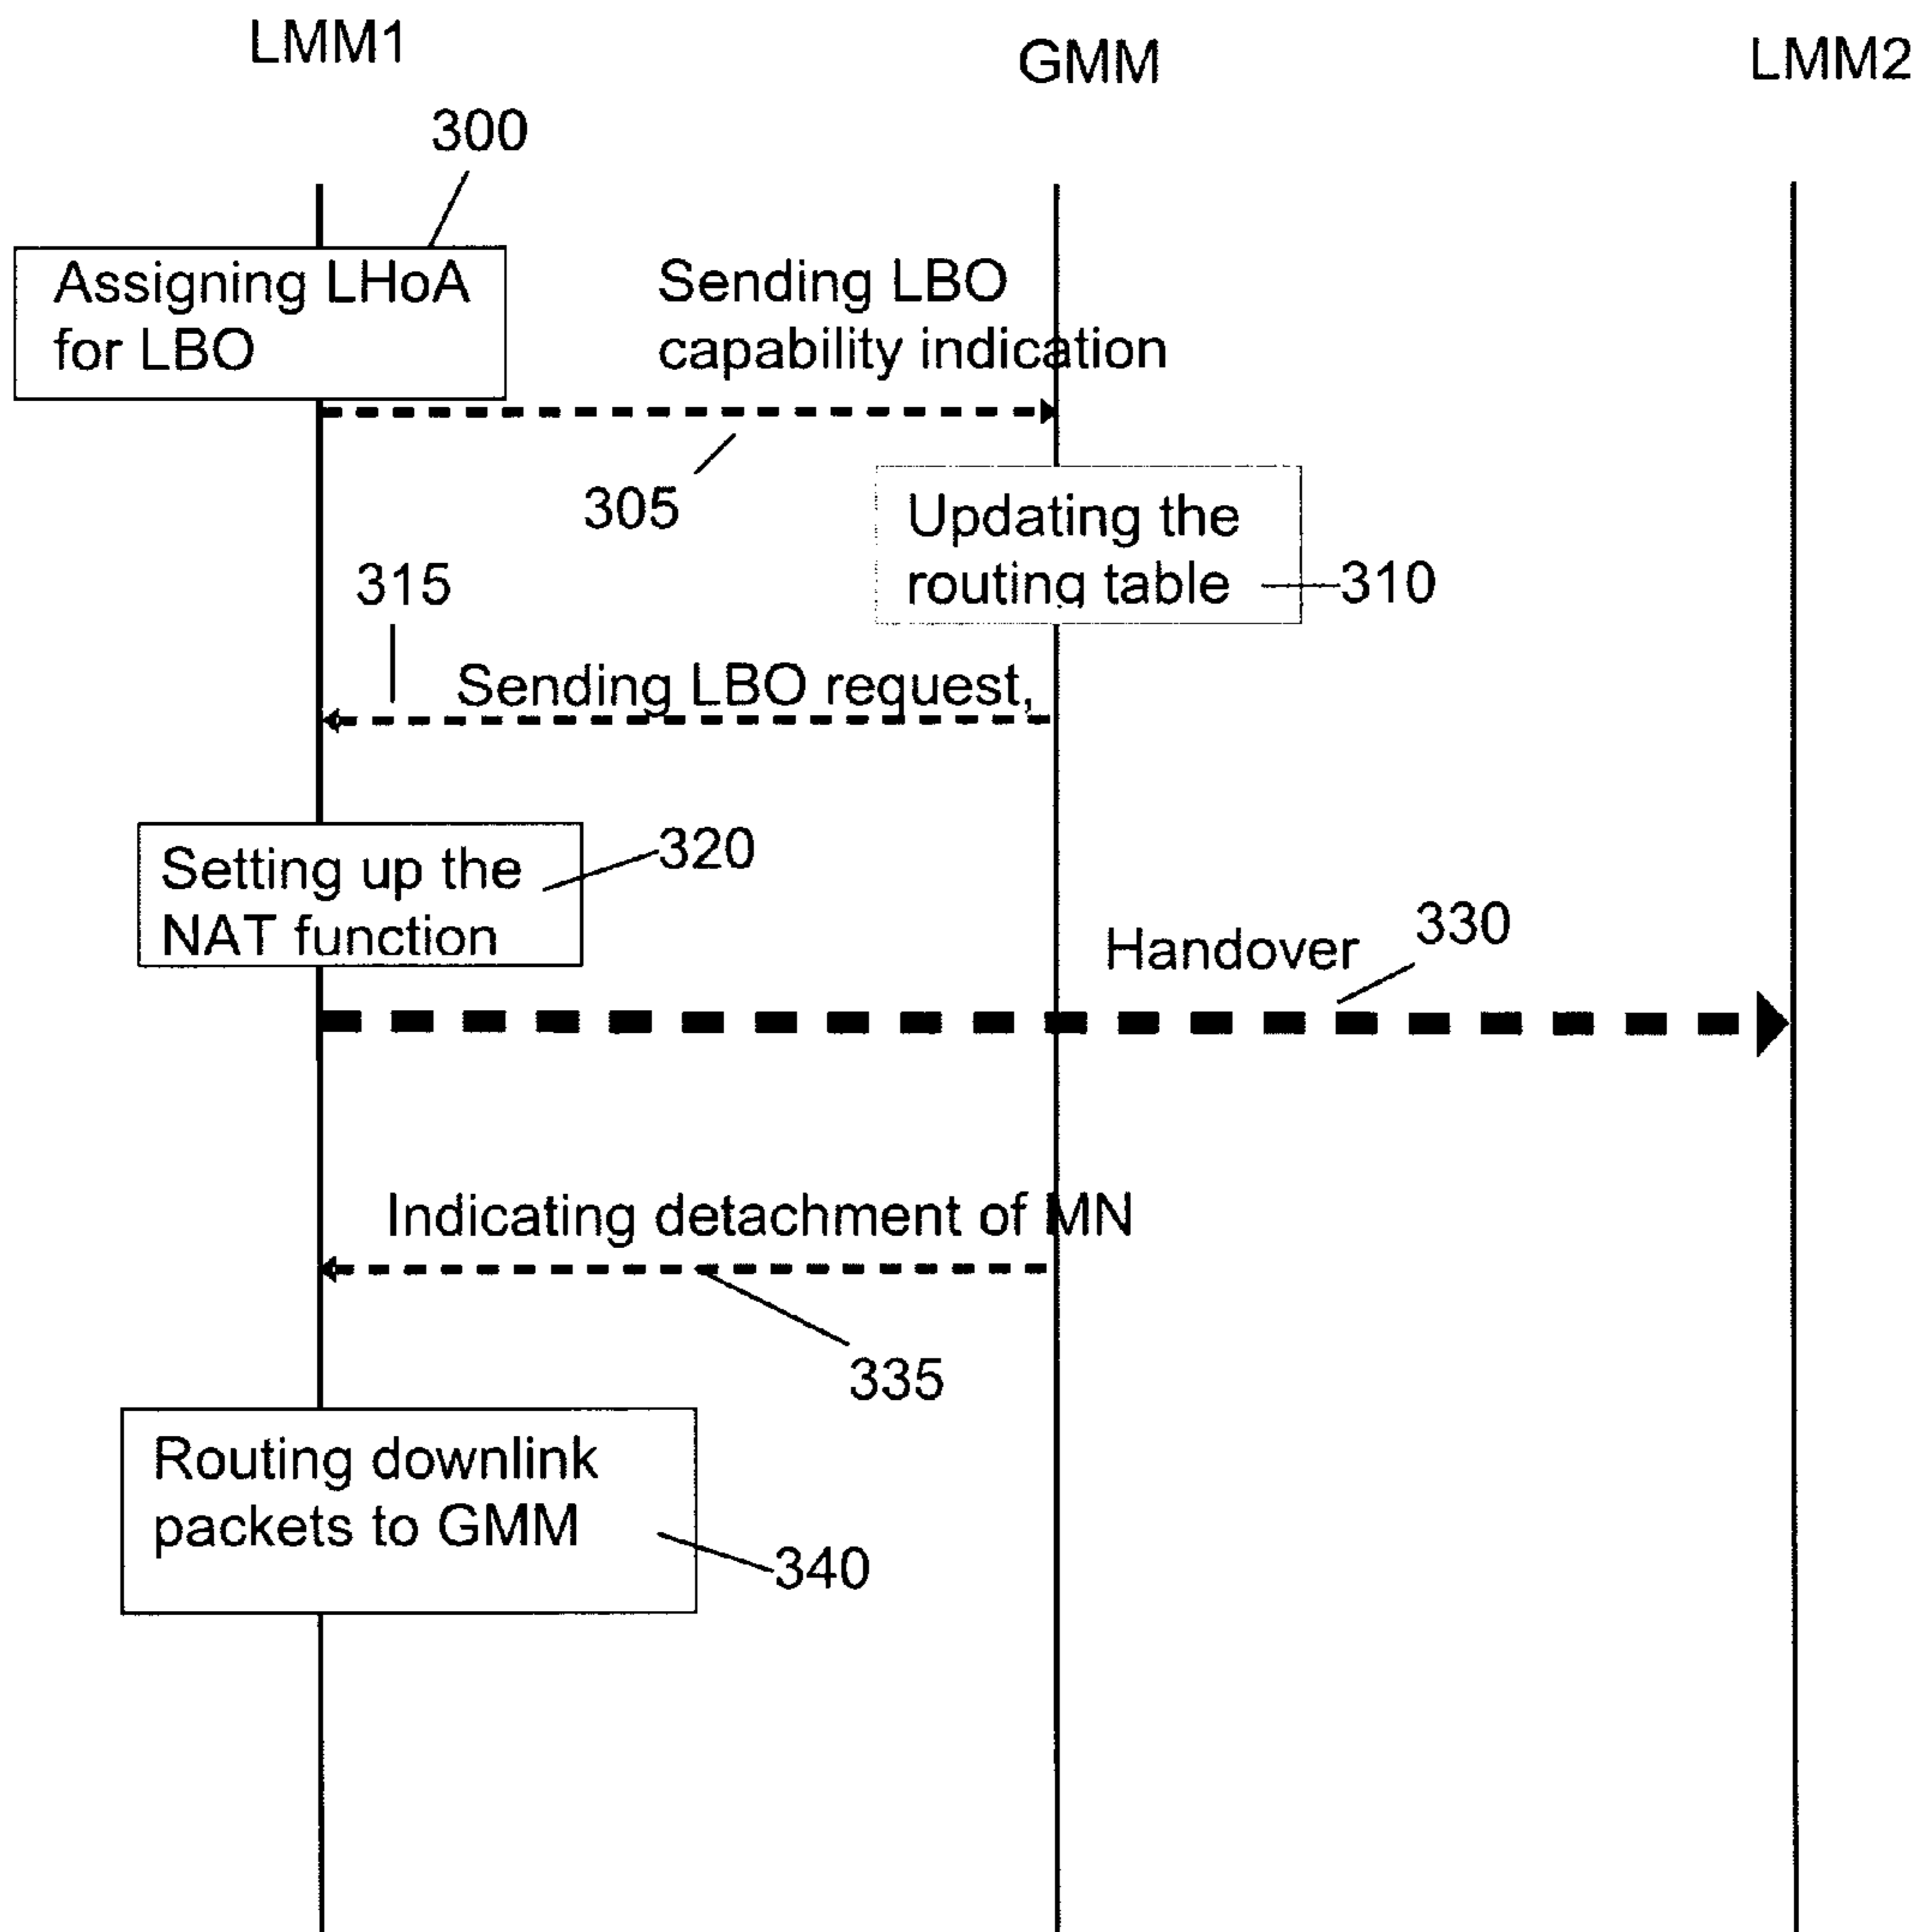 LMM1
GMM
LMM2
300
Assigning LHoA
for LBO
Sending LBO
capability indication
305
Updating the
routing table
310
315
Sending LBO request,
Setting up the
NAT function
320
Handover
330
Indicating detachment of MN
335
Routing downlink
packets to GMM
340